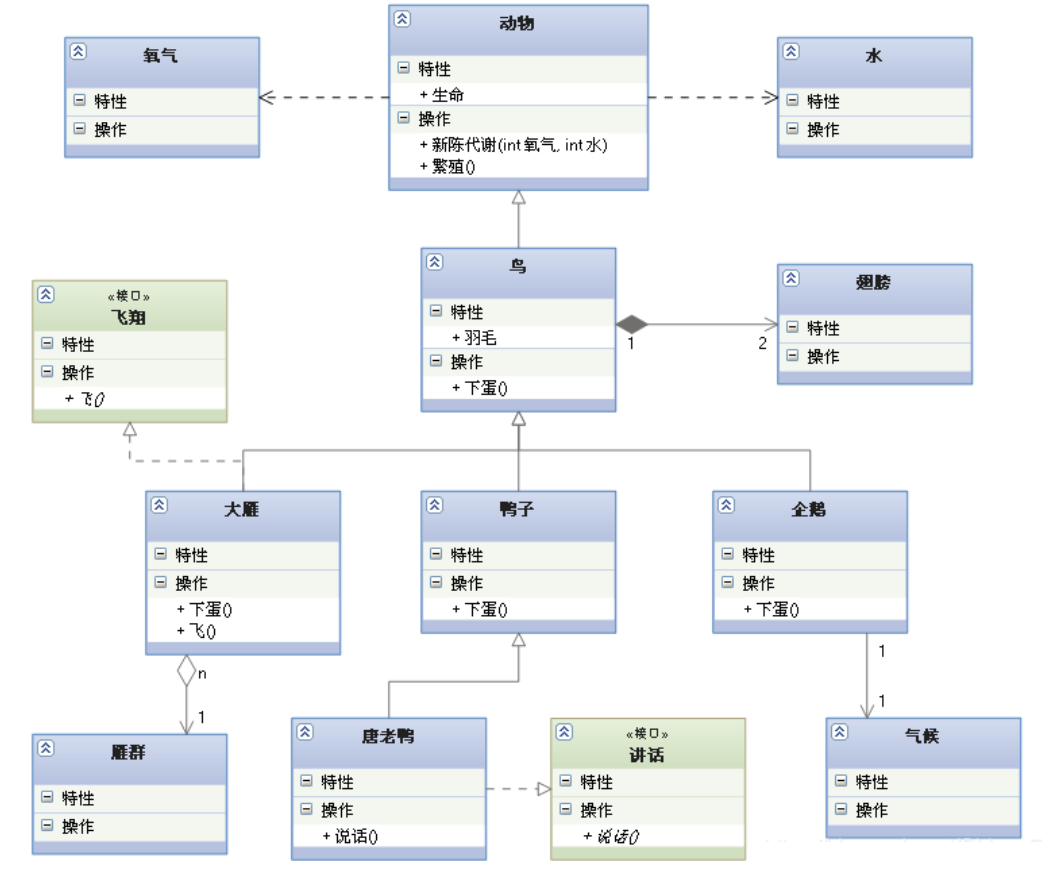 动物
特性
+ 生命
操作
+ 新陈代谢(int 氧气, int 水)
+ 繁殖()
氧气
特性
操作
水
特性
操作
鸟
特性
+ 羽毛
操作
+ 下蛋()
1
2
翅膀
特性
操作
«接口»
飞翔
特性
操作
+ 飞()
大雁
特性
操作
+ 下蛋()
+ 飞()
鸭子
特性
操作
+ 下蛋()
企鹅
特性
操作
+ 下蛋()
n
1
1
1
雁群
特性
操作
唐老鸭
特性
操作
+ 说话()
«接口»
讲话
特性
操作
+ 说话()
气候
特性
操作